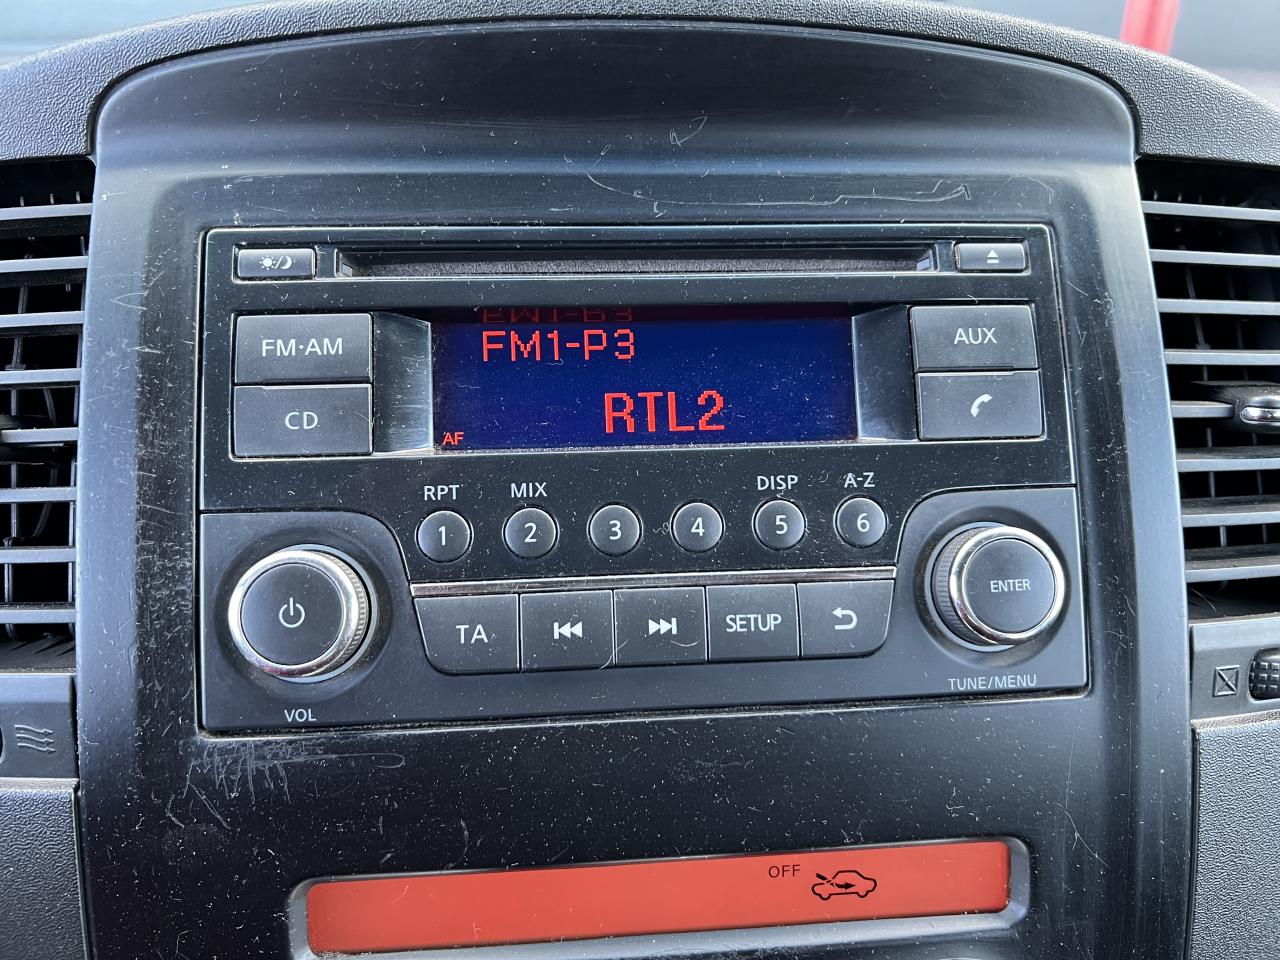 FM·AM
CD
FM1-P3
RTL2
AF
AUX
RPT
MIX
DISP
A-Z
1
2
3
4
5
6
TA
SETUP
ENTER
VOL
TUNE/MENU
OFF